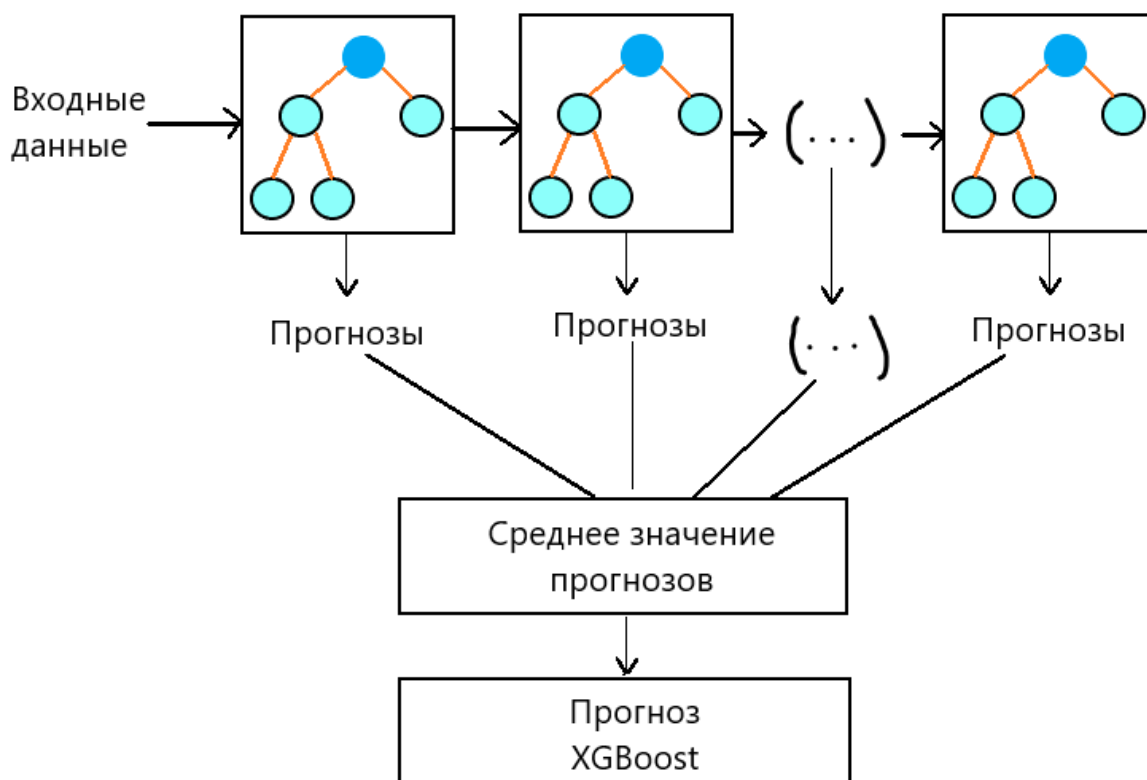 Входные
данные
(...)
Прогнозы
Прогнозы
(...)
Прогнозы
Среднее значение
прогнозов
Прогноз
XGBoost